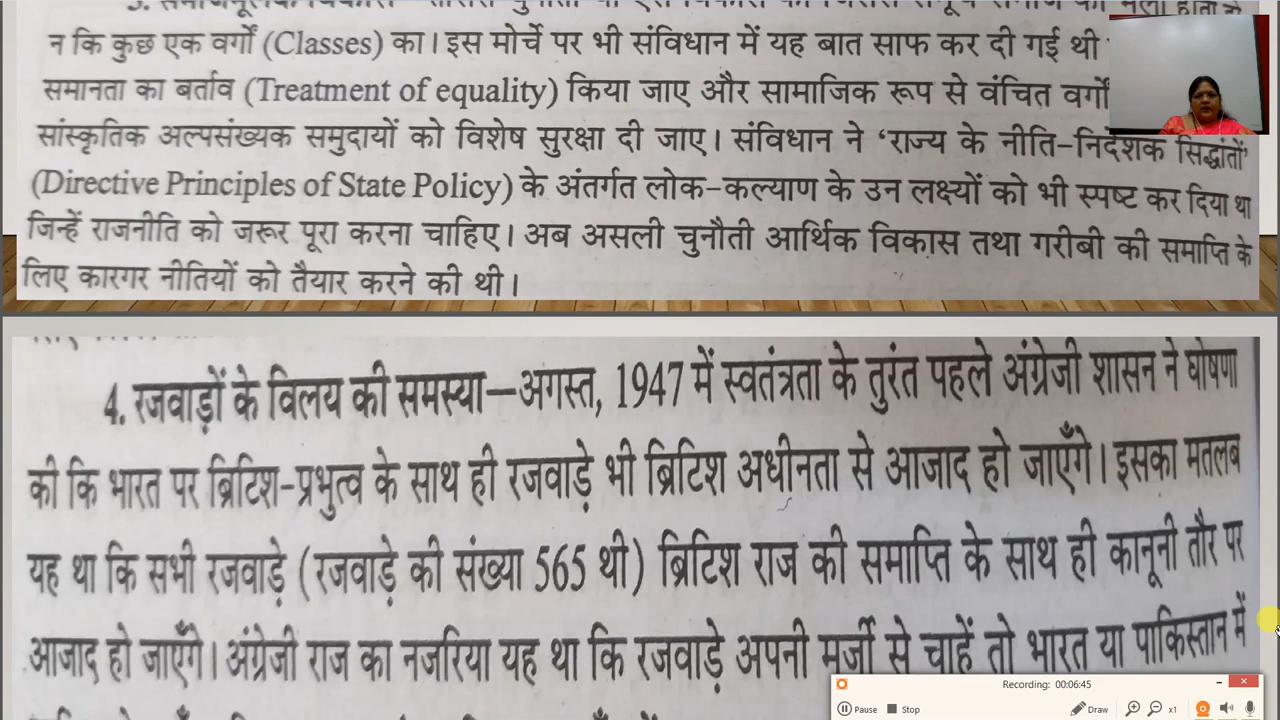 न कि कुछ एक वर्गों (Classes) का। इस मोर्चे पर भी संविधान में यह बात साफ कर दी गई थी
समानता का बर्ताव (Treatment of equality) किया जाए और सामाजिक रूप से वंचित वर्गों
सांस्कृतिक अल्पसंख्यक समुदायों को विशेष सुरक्षा दी जाए। संविधान ने ‘राज्य के नीति-निदेशक सिद्धांतों’
(Directive Principles of State Policy) के अंतर्गत लोक-कल्याण के उन लक्ष्यों को भी स्पष्ट कर दिया था
जिन्हें राजनीति को जरूर पूरा करना चाहिए। अब असली चुनौती आर्थिक विकास तथा गरीबी की समाप्ति के
लिए कारगर नीतियों को तैयार करने की थी।
4. रजवाड़ों के विलय की समस्या—अगस्त, 1947 में स्वतंत्रता के तुरंत पहले अंग्रेजी शासन ने घोषणा
की कि भारत पर ब्रिटिश-प्रभुत्व के साथ ही रजवाड़े भी ब्रिटिश अधीनता से आजाद हो जाएँगे। इसका मतलब
यह था कि सभी रजवाड़े (रजवाड़े की संख्या 565 थी) ब्रिटिश राज की समाप्ति के साथ ही कानूनी तौर पर
आजाद हो जाएँगे। अंग्रेजी राज का नजरिया यह था कि रजवाड़े अपनी मर्जी से चाहें तो भारत या पाकिस्तान में
Recording: 00:06:45
Pause Stop Draw x1